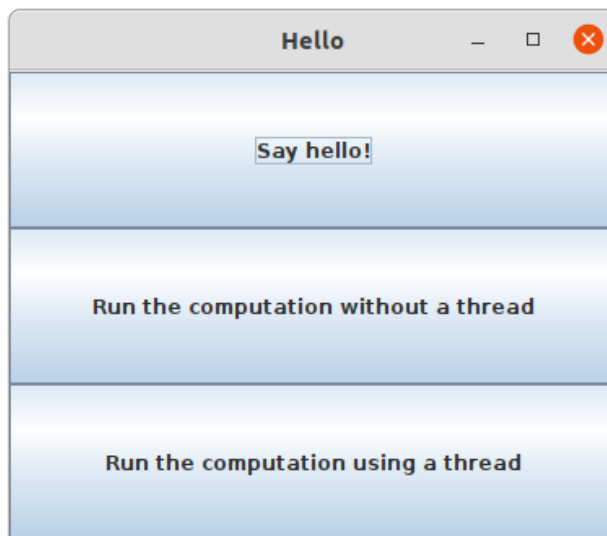 Hello
Say hello!
Run the computation without a thread
Run the computation using a thread